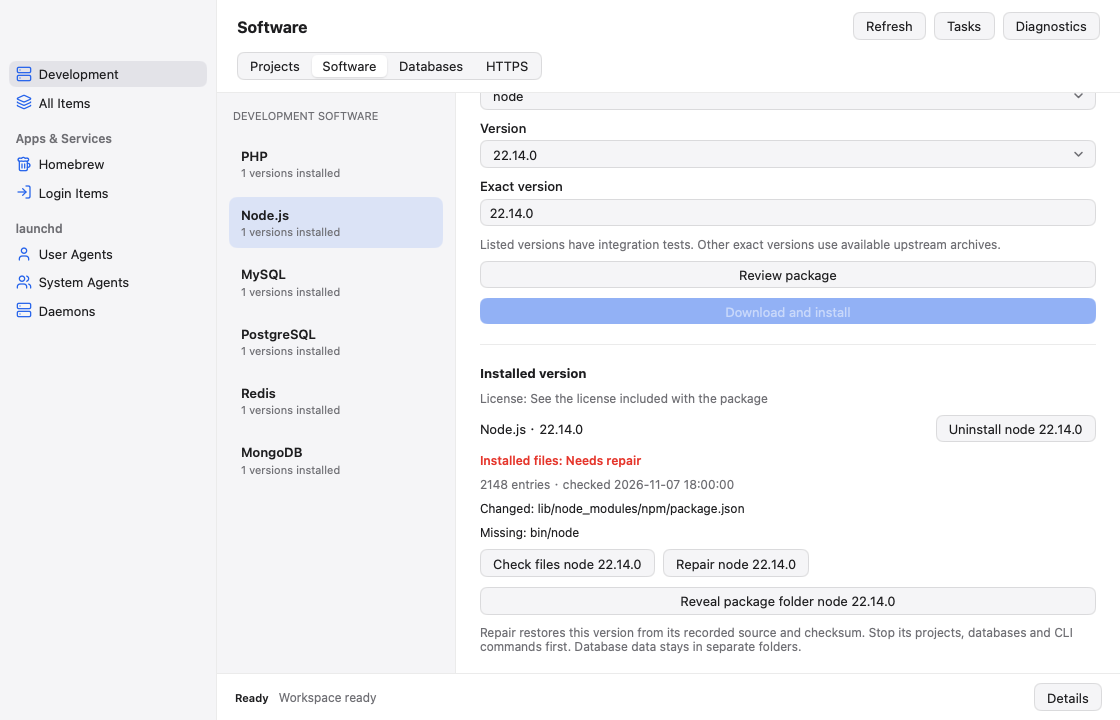 Software
Refresh
Tasks
Diagnostics
Projects
Software
Databases
HTTPS
Development
All Items
Apps & Services
Homebrew
Login Items
launchd
User Agents
System Agents
Daemons
DEVELOPMENT SOFTWARE
PHP
1 versions installed
Node.js
1 versions installed
MySQL
1 versions installed
PostgreSQL
1 versions installed
Redis
1 versions installed
MongoDB
1 versions installed
node
Version
22.14.0
Exact version
22.14.0
Listed versions have integration tests. Other exact versions use available upstream archives.
Review package
Download and install
Installed version
License: See the license included with the package
Node.js · 22.14.0
Uninstall node 22.14.0
Installed files: Needs repair
2148 entries · checked 2026-11-07 18:00:00
Changed: lib/node_modules/npm/package.json
Missing: bin/node
Check files node 22.14.0
Repair node 22.14.0
Reveal package folder node 22.14.0
Repair restores this version from its recorded source and checksum. Stop its projects, databases and CLI
commands first. Database data stays in separate folders.
Ready
Workspace ready
Details